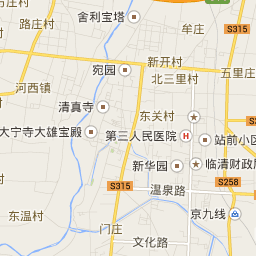 舍利宝塔
牟庄
路庄村
S315
新开村
宛园
五里庄
北三里村
河西镇
清真寺
东关村
大宁寺大雄宝殿
第三人民医院
H
站前小区
新华园
临清财政局
S315
温泉路
S258
东温村
京九线
门庄
文化路